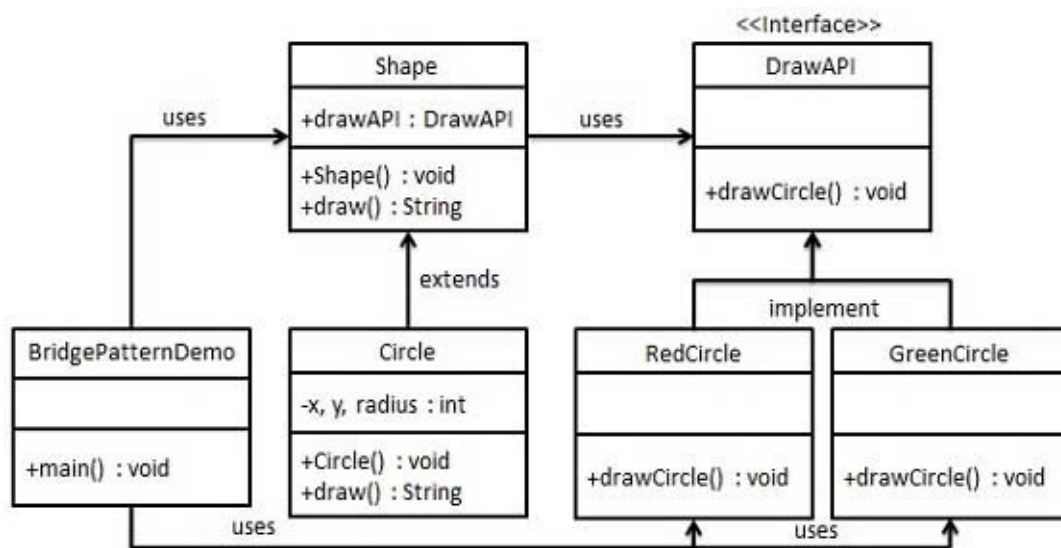 <<Interface>>
Shape
DrawAPI
+drawAPI : DrawAPI
uses
uses
+Shape() : void
+draw() : String
+drawCircle() : void
extends
implement
BridgePatternDemo
Circle
RedCircle
GreenCircle
-x, y, radius : int
+main() : void
+Circle() : void
+draw() : String
+drawCircle() : void
+drawCircle() : void
uses
uses